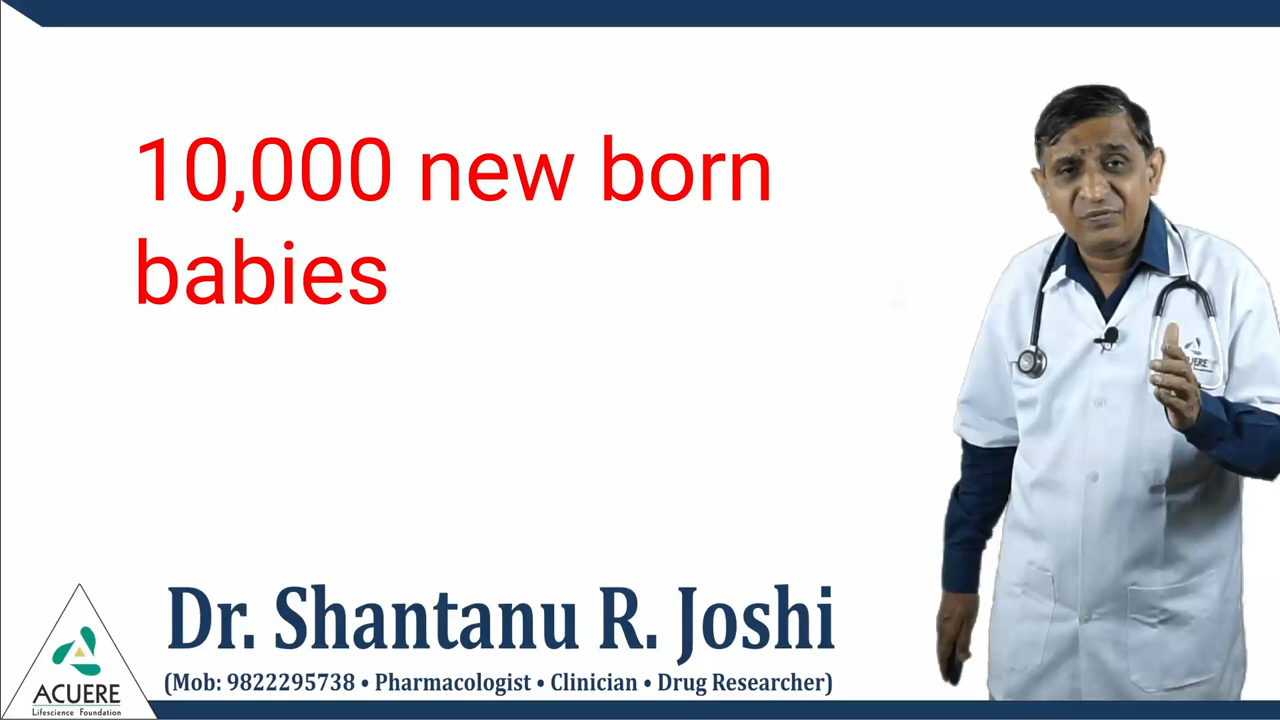 10,000 new born
babies
Dr. Shantanu R. Joshi
(Mob: 9822295738 • Pharmacologist • Clinician • Drug Researcher)
ACUERE
Lifescience Foundation